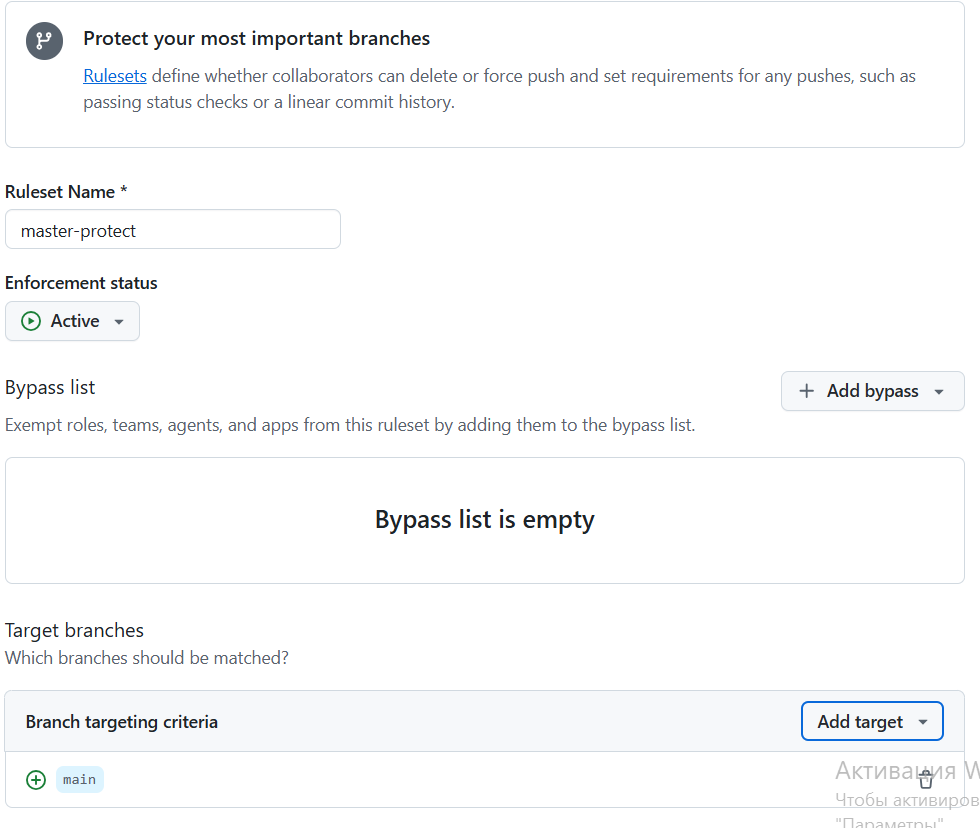 Protect your most important branches
Rulesets define whether collaborators can delete or force push and set requirements for any pushes, such as
passing status checks or a linear commit history.
Ruleset Name *
master-protect
Enforcement status
Active
Bypass list
Add bypass
Exempt roles, teams, agents, and apps from this ruleset by adding them to the bypass list.
Bypass list is empty
Target branches
Which branches should be matched?
Branch targeting criteria
Add target
main
Активация W
Чтобы активиров
"Параметры"